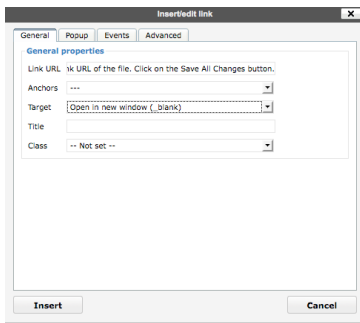 Insert/edit link
General Popup Events Advanced
General properties
Link URL nk URL of the file. Click on the Save All Changes button.
Anchors ---
Target Open in new window (_blank)
Title
Class -- Not set --
Insert Cancel